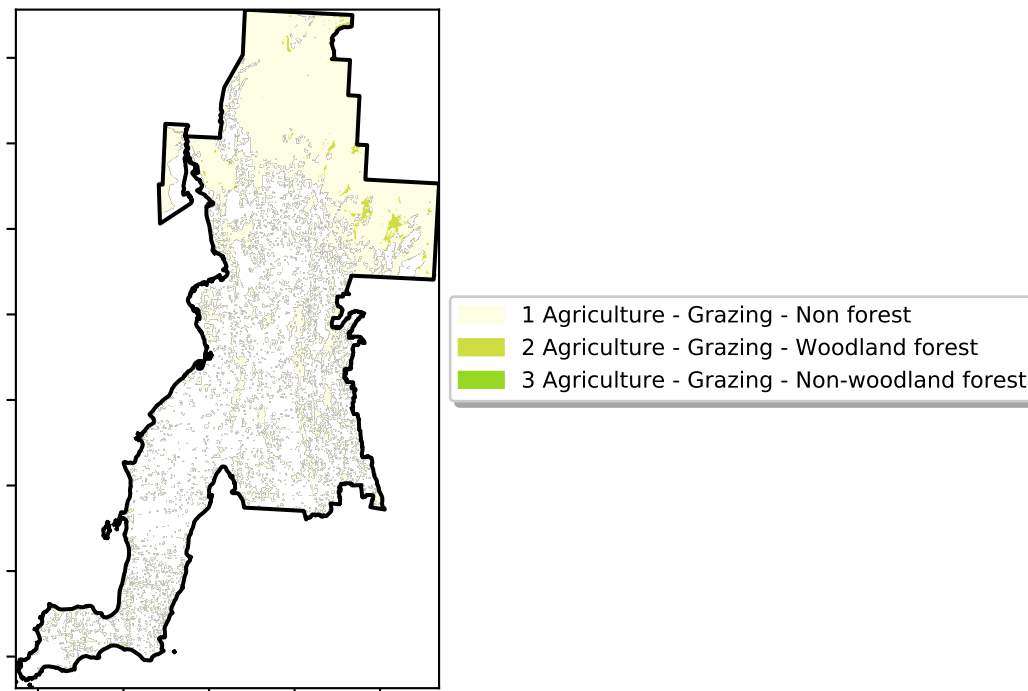 1 Agriculture - Grazing - Non forest
2 Agriculture - Grazing - Woodland forest
3 Agriculture - Grazing - Non-woodland forest